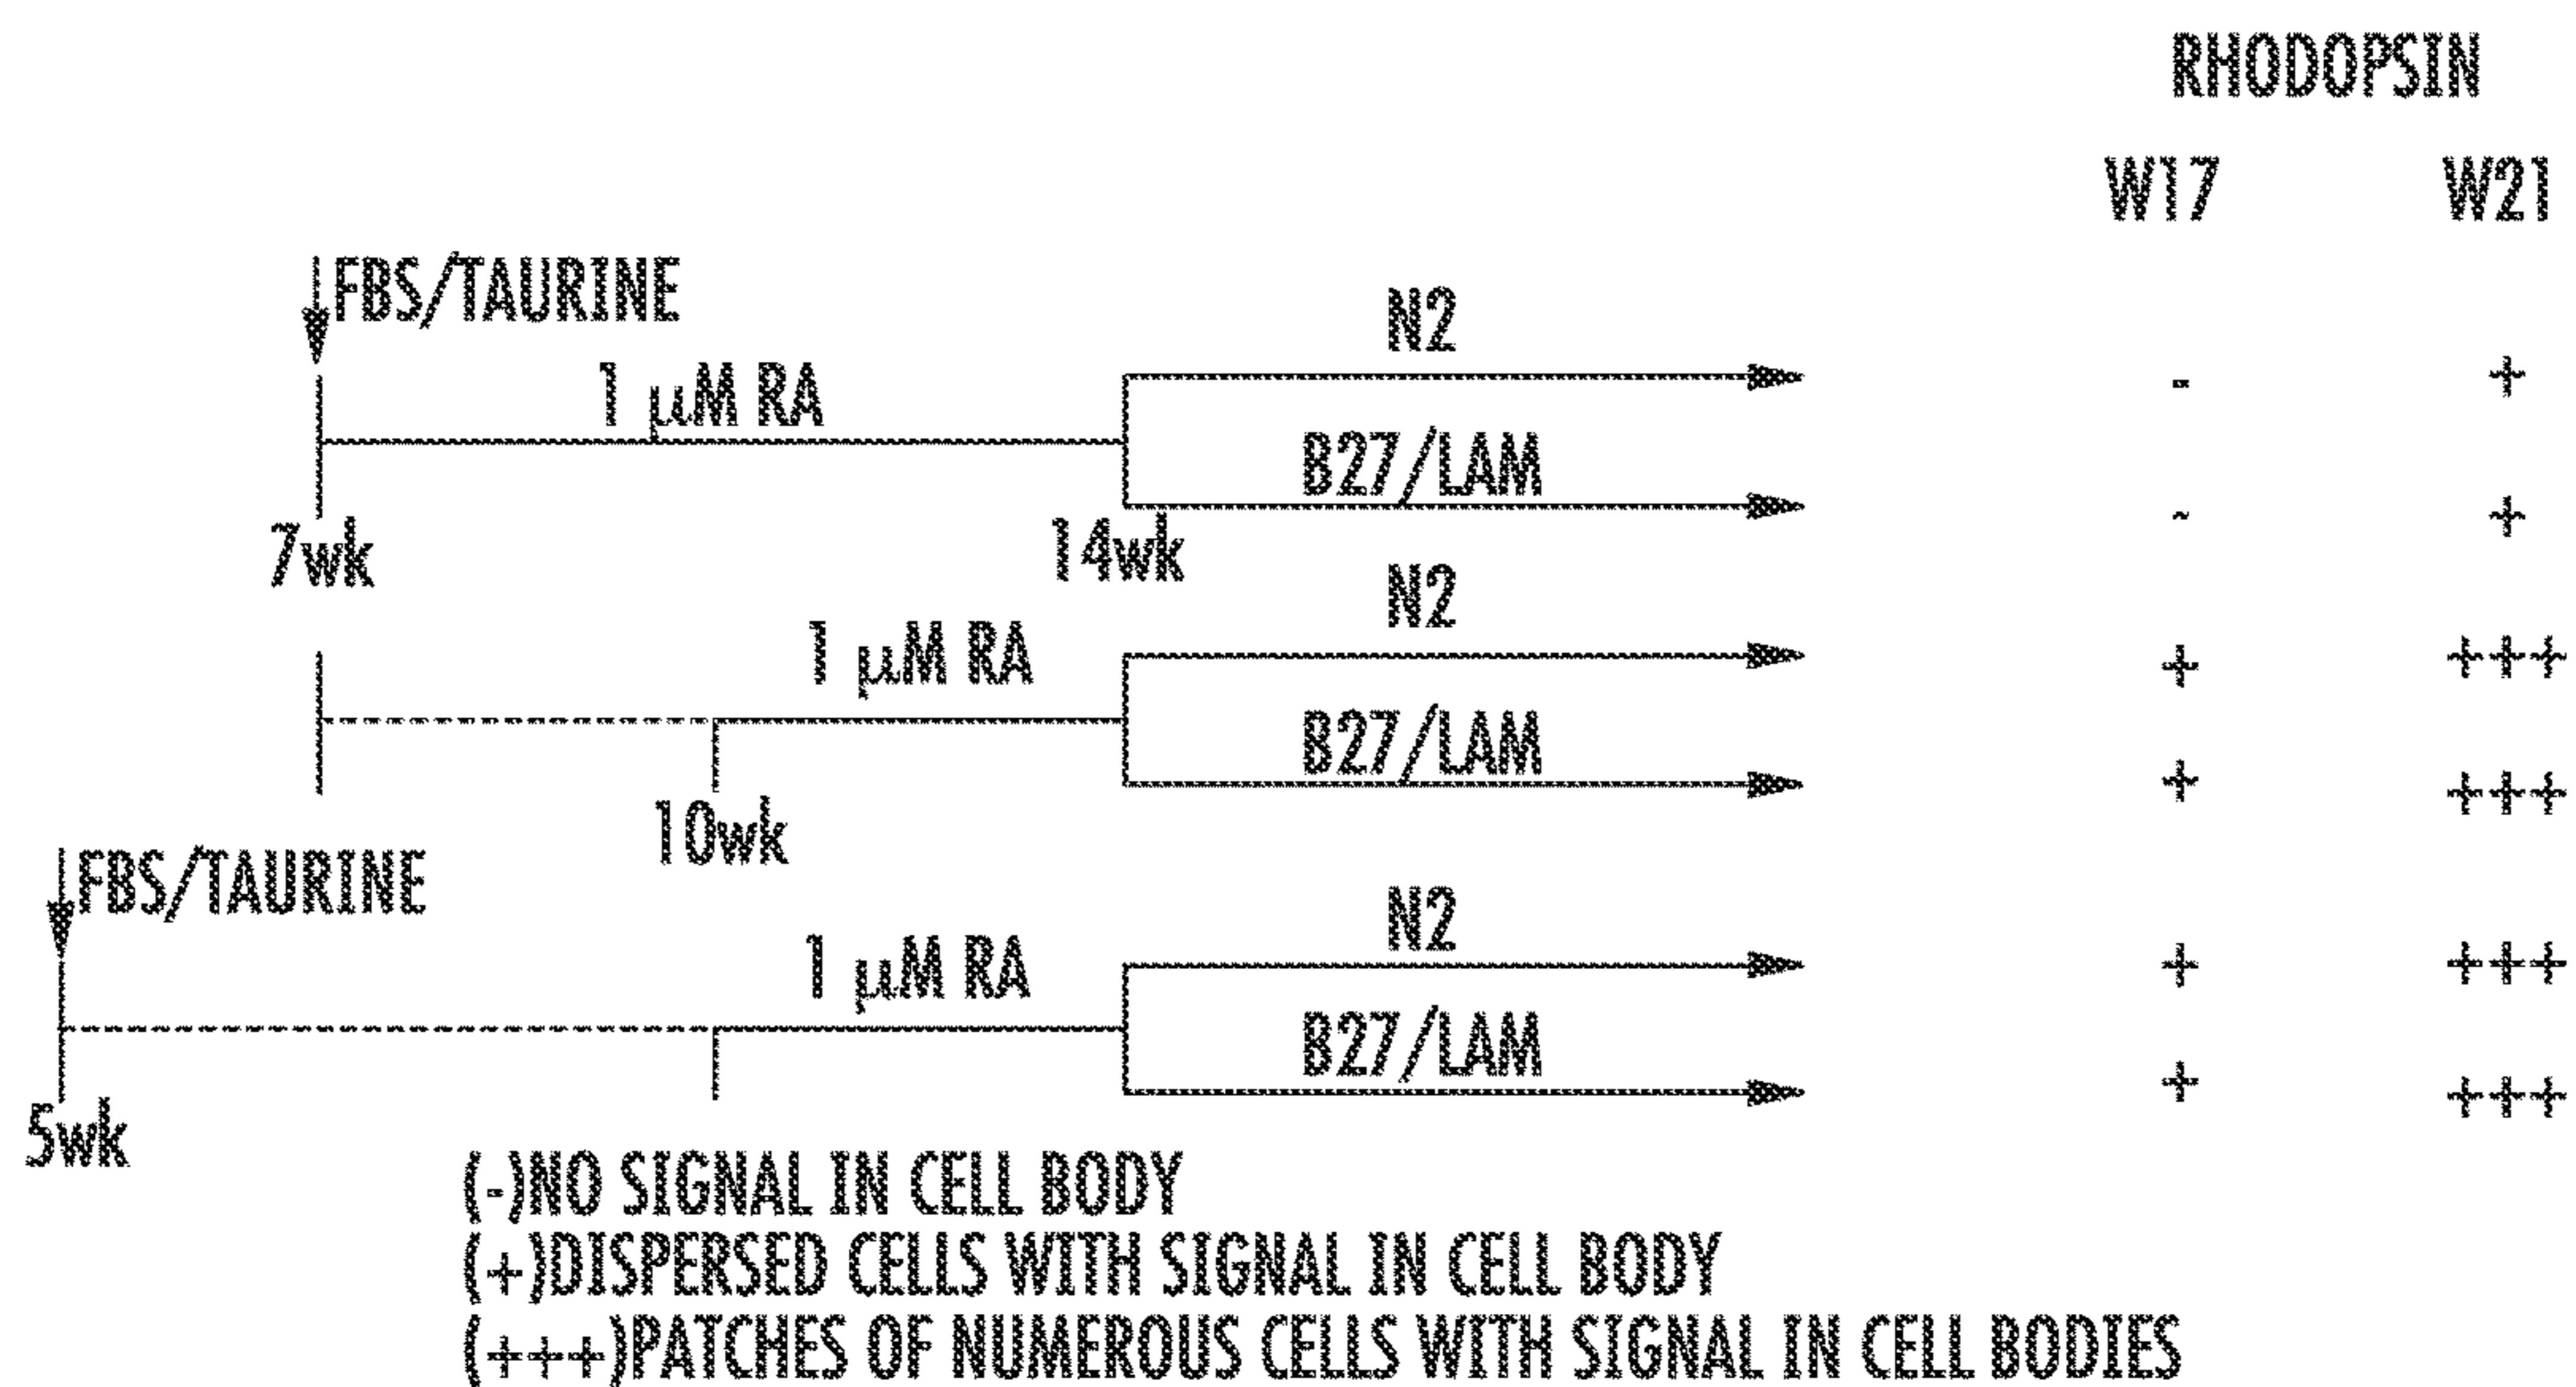 RHODOPSIN
W17 W21
FBS/TAURINE
N2
1 µM RA
- +
B27/LAM
- +
7wk
14wk
N2
1 µM RA
+ +++
B27/LAM
+ +++
10wk
FBS/TAURINE
N2
1 µM RA
+ +++
B27/LAM
+ +++
5wk
(-)NO SIGNAL IN CELL BODY
(+)DISPERSED CELLS WITH SIGNAL IN CELL BODY
(+++)PATCHES OF NUMEROUS CELLS WITH SIGNAL IN CELL BODIES